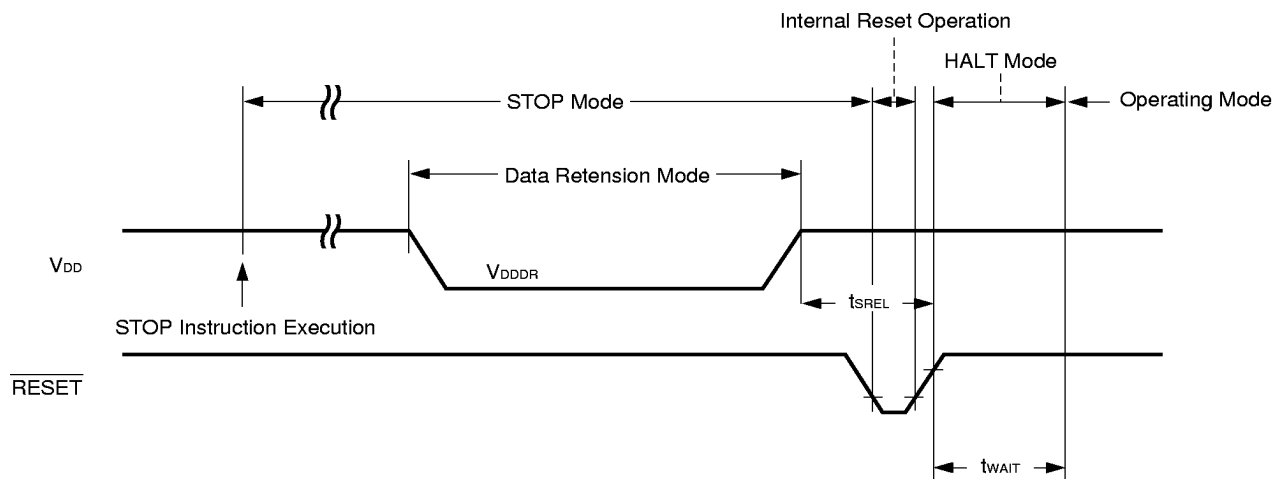 Internal Reset Operation
HALT Mode
STOP Mode
Operating Mode
Data Retension Mode
VDD
VDDDR
tSREL
STOP Instruction Execution
RESET
tWAIT